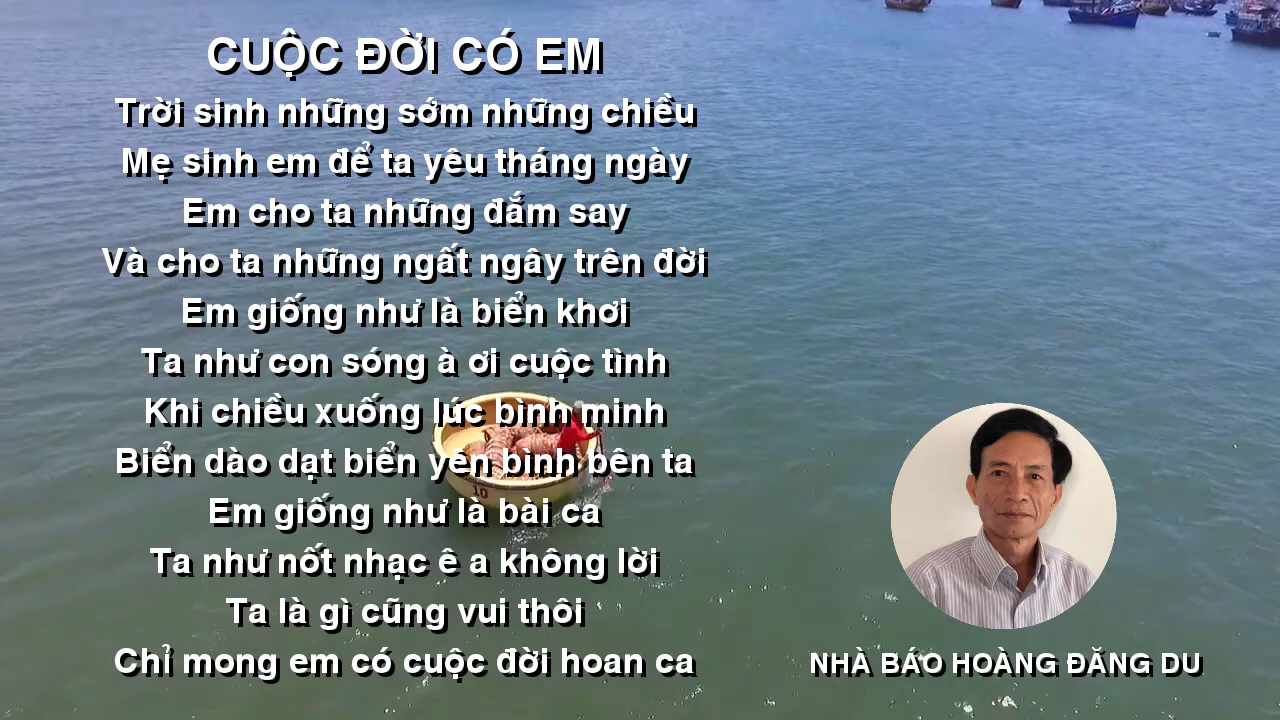 CUỘC ĐỜI CÓ EM
Trời sinh những sớm những chiều
Mẹ sinh em để ta yêu tháng ngày
Em cho ta những đắm say
Và cho ta những ngất ngây trên đời
Em giống như là biển khơi
Ta như con sóng à ơi cuộc tình
Khi chiều xuống lúc bình minh
Biển dào dạt biển yên bình bên ta
Em giống như là bài ca
Ta như nốt nhạc ê a không lời
Ta là gì cũng vui thôi
Chỉ mong em có cuộc đời hoan ca
NHÀ BÁO HOÀNG ĐĂNG DU
10